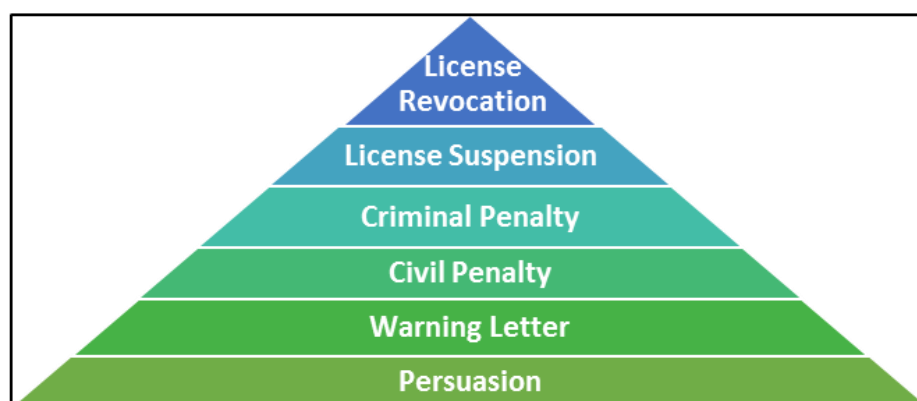 License
Revocation
License Suspension
Criminal Penalty
Civil Penalty
Warning Letter
Persuasion